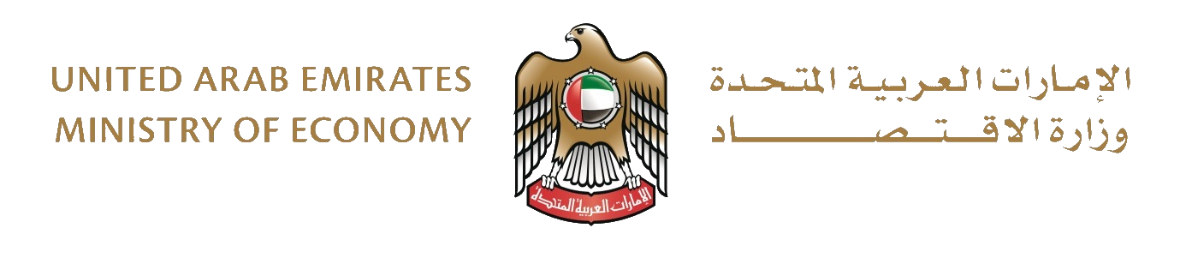 UNITED ARAB EMIRATES
MINISTRY OF ECONOMY
الإمارات العربية المتحدة
وزارة الاقتصاد
الإمارات العربية المتحدة